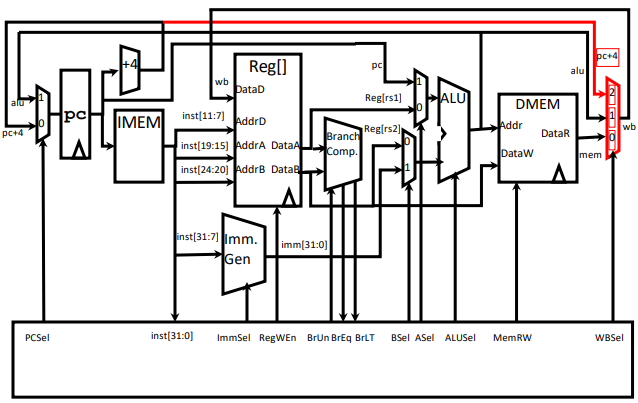 +4
Reg[]
pc
pc+4
wb
alu
DataD
alu
1
pc
0
pc+4
IMEM
inst[11:7]
AddrD
inst[19:15]
AddrA
DataA
inst[24:20]
AddrB
DataB
Branch
Comp.
Reg[rs1]
1
0
Reg[rs2]
0
1
ALU
DMEM
Addr
DataR
DataW
2
1
0
wb
mem
inst[31:7]
Imm.
Gen
imm[31:0]
PCSel
inst[31:0]
ImmSel
RegWEn
BrUn
BrEq
BrLT
BSel
ASel
ALUSel
MemRW
WBSel